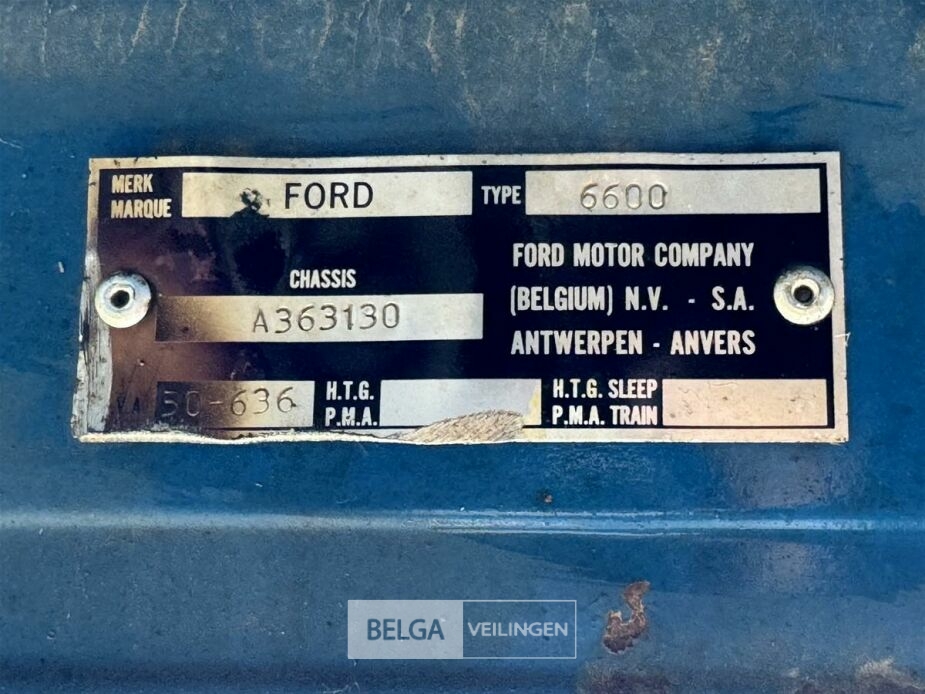 MERK
MARQUE
FORD
TYPE
6600
CHASSIS
A363130
FORD MOTOR COMPANY
(BELGIUM) N.V. - S.A.
ANTWERPEN - ANVERS
50-636
H.T.G.
P.M.A.
H.T.G. SLEEP
P.M.A. TRAIN
BELGA VEILINGEN